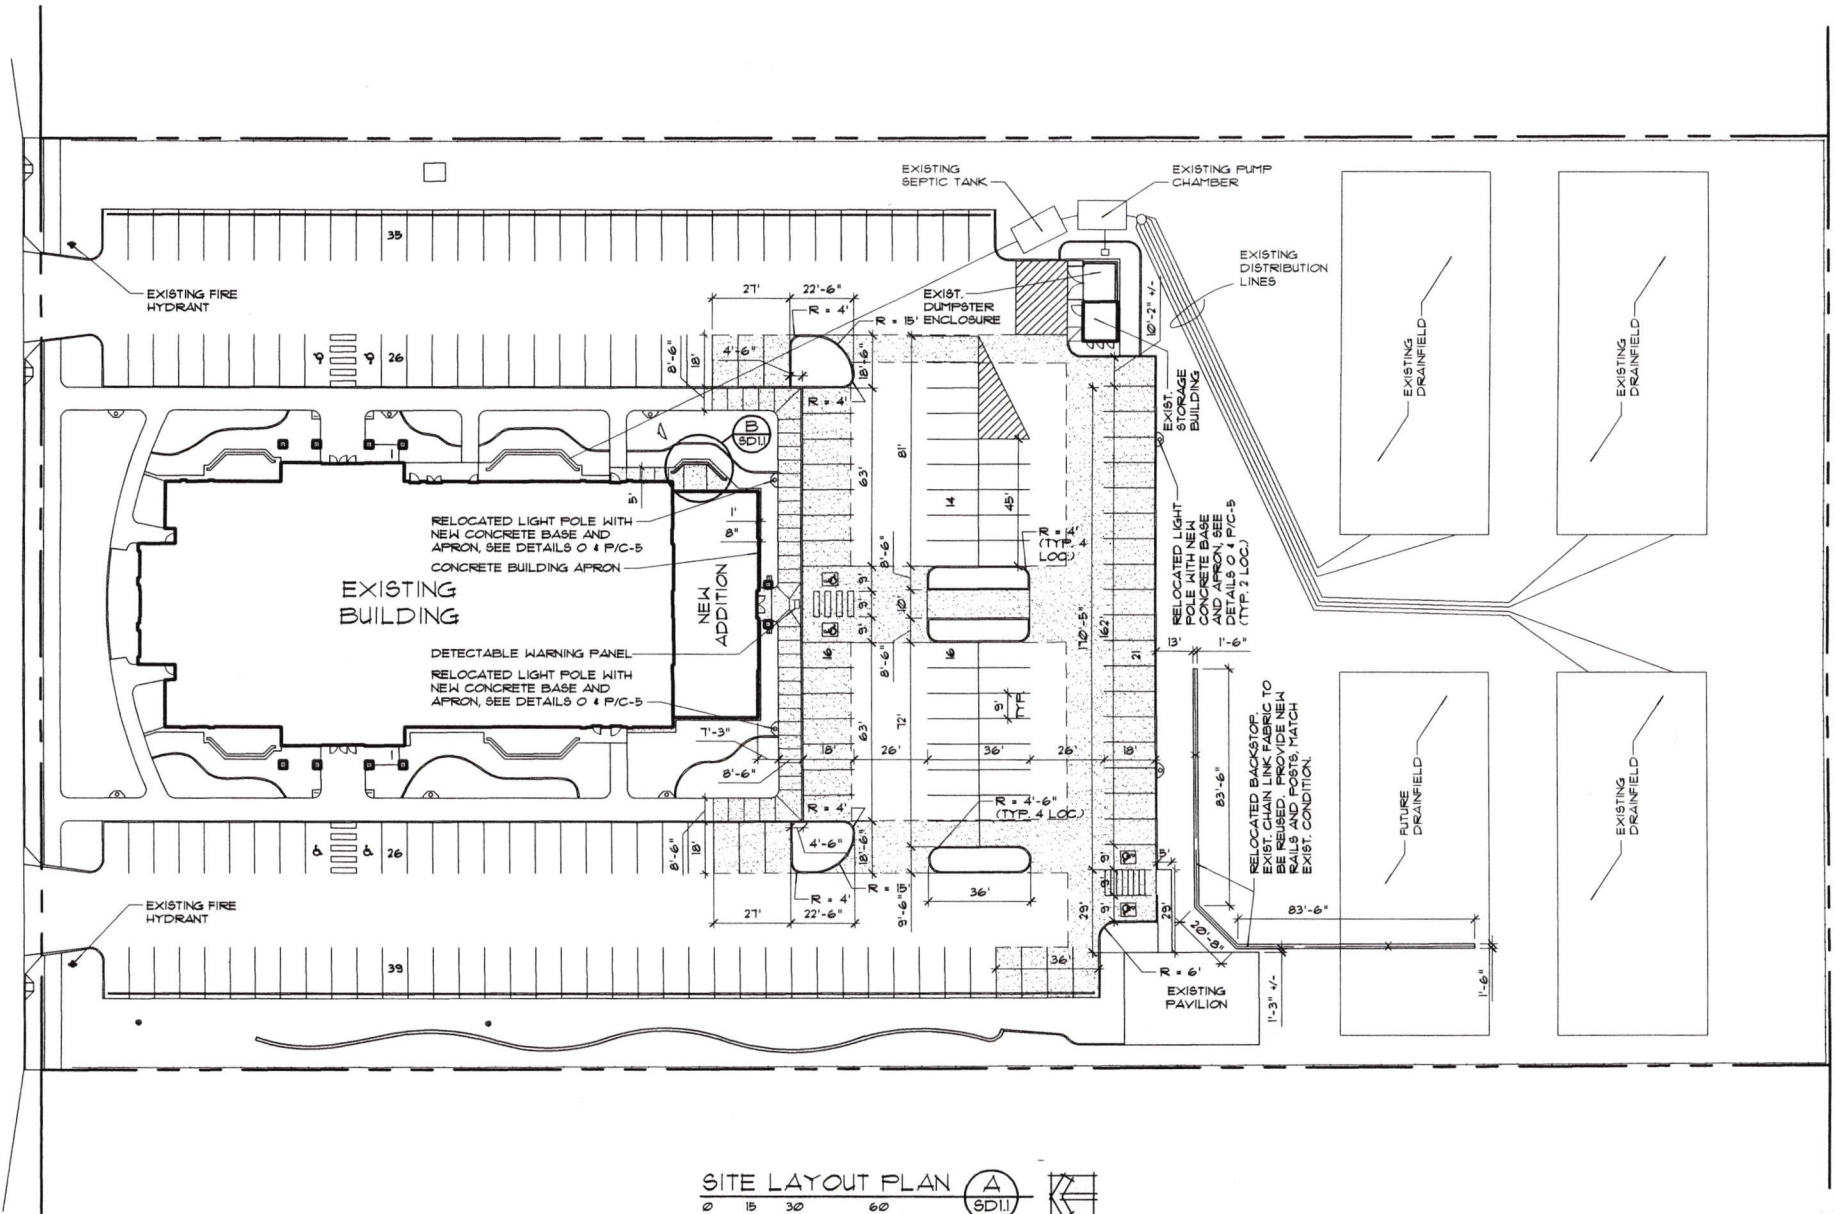 EXISTING
SEPTIC TANK
EXISTING PUMP
CHAMBER
35
EXISTING FIRE
HYDRANT
EXISTING
DISTRIBUTION
LINES
27'
22'-6"
R = 4'
R = 15'
EXIST.
DUMPSTER
ENCLOSURE
10'-2" +/-
26
8'-6"
18'
4'-6"
18'-6"
R = 4'
EXIST.
STORAGE
BUILDING
EXISTING
DRAINFIELD
EXISTING
DRAINFIELD
B
SD1.1
5'
63'
81'
14
45'
RELOCATED LIGHT POLE WITH
NEW CONCRETE BASE AND
APRON, SEE DETAILS O & P/C-5
CONCRETE BUILDING APRON
1'
8"
R = 4'
(TYP. 4
LOC.)
RELOCATED LIGHT
POLE WITH NEW
CONCRETE BASE
AND APRON, SEE
DETAILS O & P/C-5
(TYP. 2 LOC.)
EXISTING
BUILDING
NEW
ADDITION
8'-6"
9'
9'
9'
10'
8'-6"
16
16
170'-5"
162'
21
13'
1'-6"
DETECTABLE WARNING PANEL
RELOCATED LIGHT POLE WITH
NEW CONCRETE BASE AND
APRON, SEE DETAILS O & P/C-5
9'
TYP.
7'-3"
8'-6"
63'
72'
18'
26'
36'
26'
18'
83'-6"
RELOCATED BACKSTOP.
EXIST. CHAIN LINK FABRIC TO
BE REUSED. PROVIDE NEW
RAILS AND POSTS, MATCH
EXIST. CONDITION.
FUTURE
DRAINFIELD
EXISTING
DRAINFIELD
R = 4'
R = 4'-6"
(TYP. 4 LOC.)
26
8'-6"
18'
4'-6"
18'-6"
R = 15'
R = 4'
27'
22'-6"
9'-6"
36'
9'
9'
9'
5'
29'
29'
20'-8"
83'-6"
EXISTING FIRE
HYDRANT
39
36'
R = 6'
EXISTING
PAVILION
1'-3" +/-
1'-6"
SITE LAYOUT PLAN
A
SD1.1
0 15 30 60